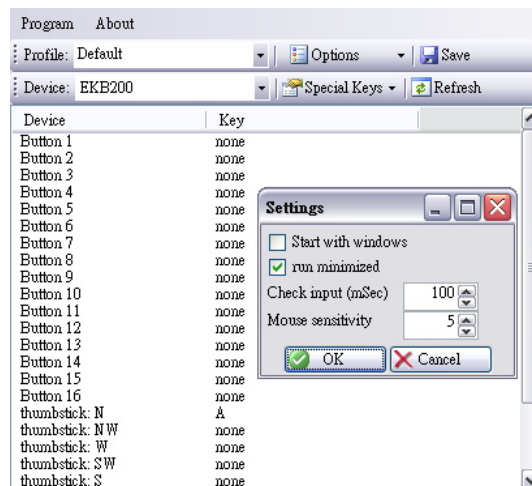 Program About
Profile: Default Options Save
Device: EKB200 Special Keys Refresh
Device Key
Button 1 none
Button 2 none
Button 3 none
Button 4 none
Button 5 none
Button 6 none
Button 7 none
Button 8 none
Button 9 none
Button 10 none
Button 11 none
Button 12 none
Button 13 none
Button 14 none
Button 15 none
Button 16 none
thumbstick: N A
thumbstick: NW none
thumbstick: W none
thumbstick: SW none
thumbstick: S none
Settings
Start with windows
run minimized
Check input (mSec) 100
Mouse sensitivity 5
OK Cancel